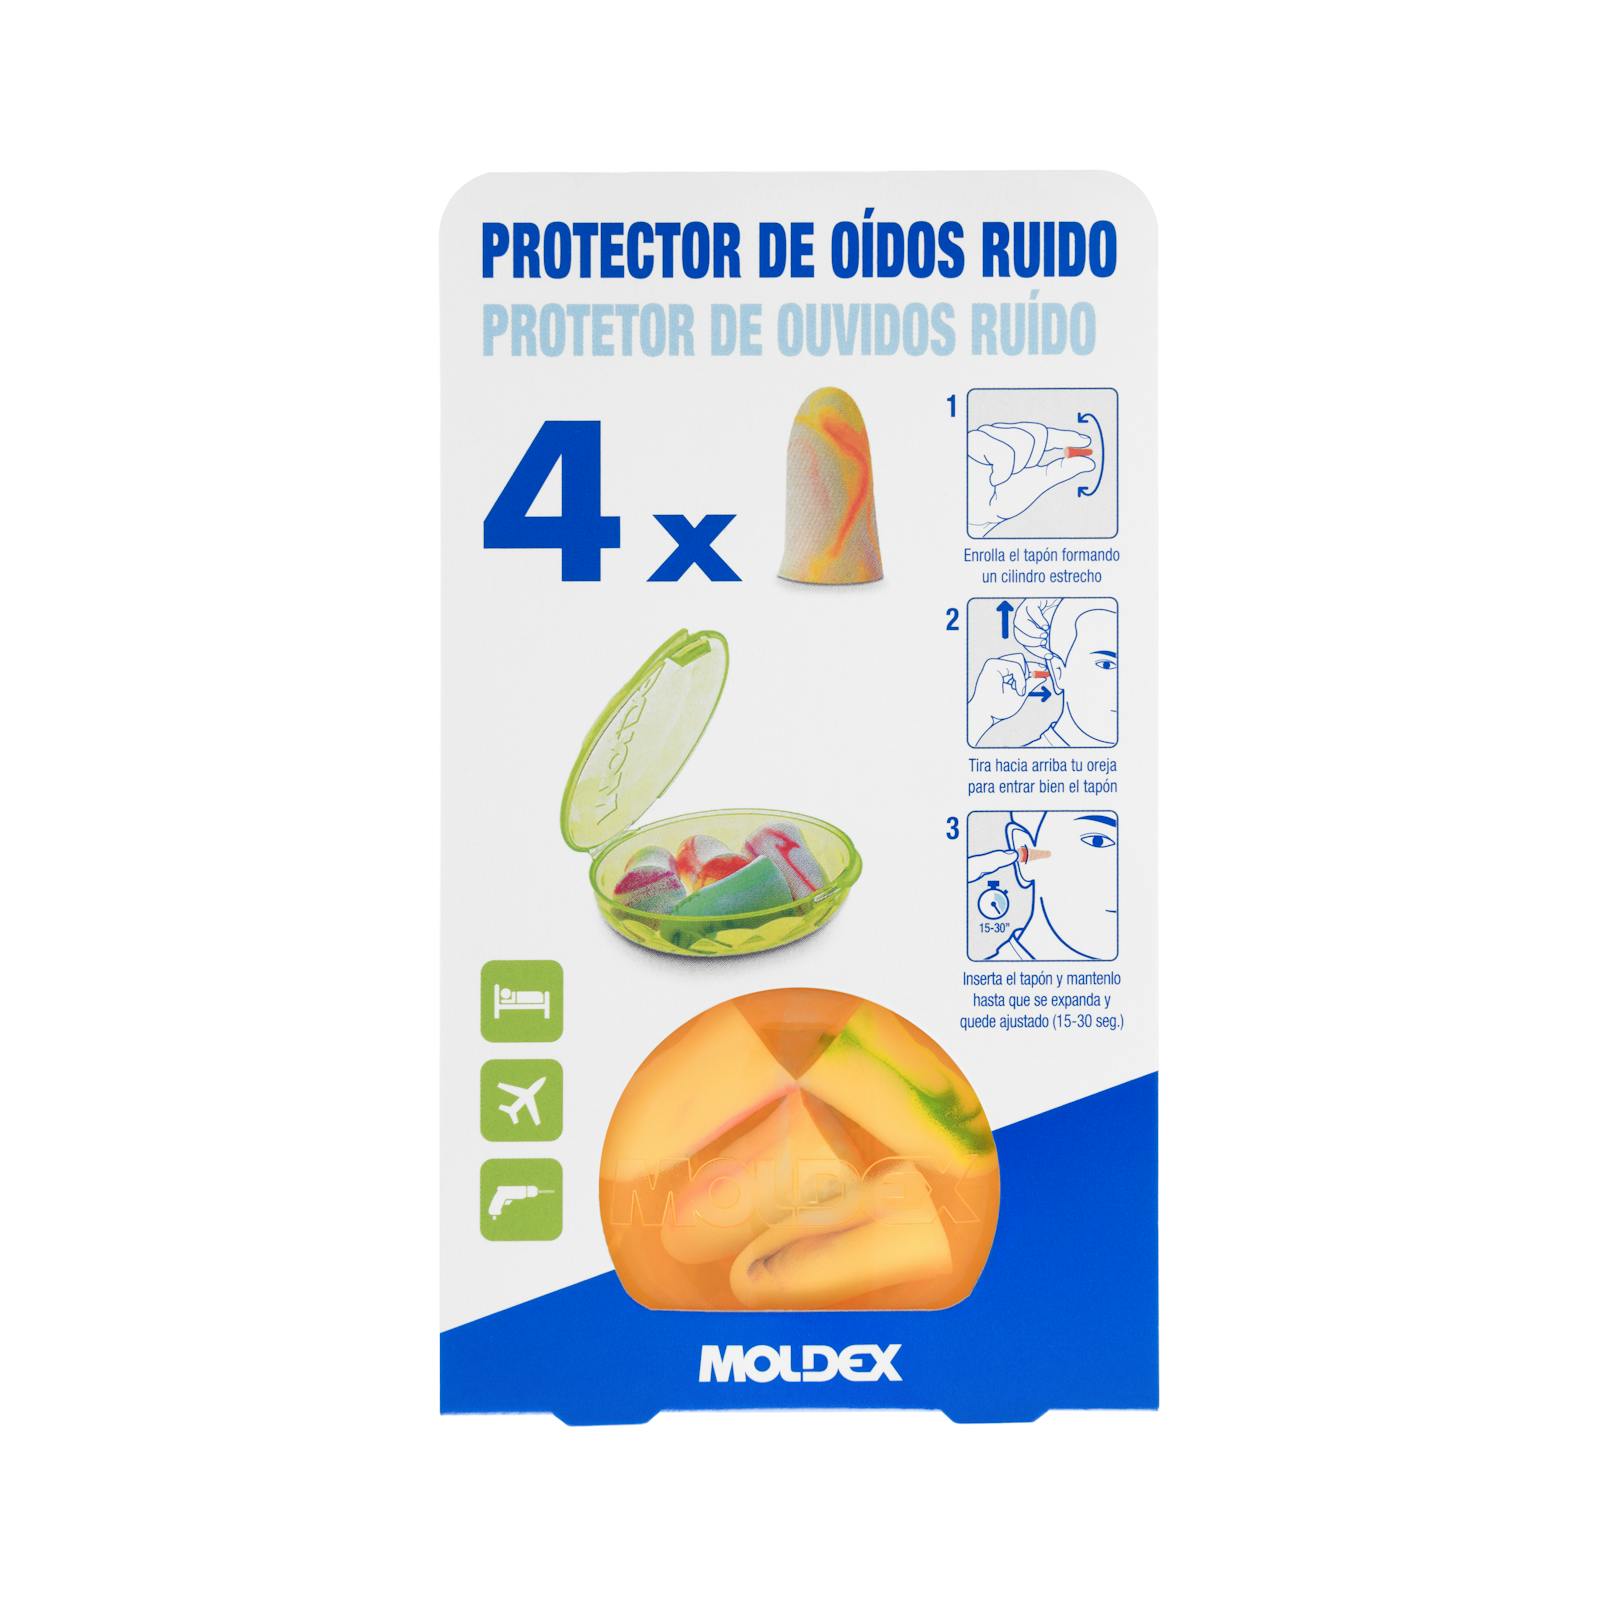 PROTECTOR DE OÍDOS RUIDO
PROTETOR DE OUVIDOS RUÍDO
4 x
1
Enrolla el tapón formando
un cilindro estrecho
2
Tira hacia arriba tu oreja
para entrar bien el tapón
3
15-30"
Inserta el tapón y mantenlo
hasta que se expanda y
quede ajustado (15-30 seg.)
MOLDEX
MOLDEX
MOLDEX